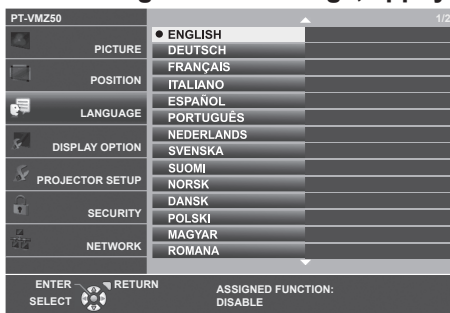 PT-VMZ50
1/2
PICTURE
POSITION
LANGUAGE
DISPLAY OPTION
PROJECTOR SETUP
SECURITY
NETWORK
ENGLISH
DEUTSCH
FRANÇAIS
ITALIANO
ESPAÑOL
PORTUGUÊS
NEDERLANDS
SVENSKA
SUOMI
NORSK
DANSK
POLSKI
MAGYAR
ROMANA
ENTER
RETURN
SELECT
ASSIGNED FUNCTION:
DISABLE